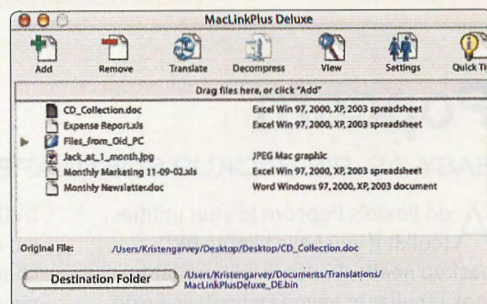 MacLinkPlus Deluxe
Add Remove Translate Decompress View Settings Quick Tip
Drag files here, or click "Add"
CD_Collection.doc Excel Win 97, 2000, XP, 2003 spreadsheet
Expense Report.xls Excel Win 97, 2000, XP, 2003 spreadsheet
Files_from_Old_PC
Jack_at_1_month.jpg JPEG Mac graphic
Monthly Marketing 11-09-02.xls Excel Win 97, 2000, XP, 2003 spreadsheet
Monthly Newsletter.doc Word Windows 97, 2000, XP, 2003 document
Original File: /Users/Kristengarvey/Desktop/Desktop/CD_Collection.doc
Destination Folder /Users/Kristengarvey/Documents/Translations/
MacLinkPlusDeluxe_DE.bin